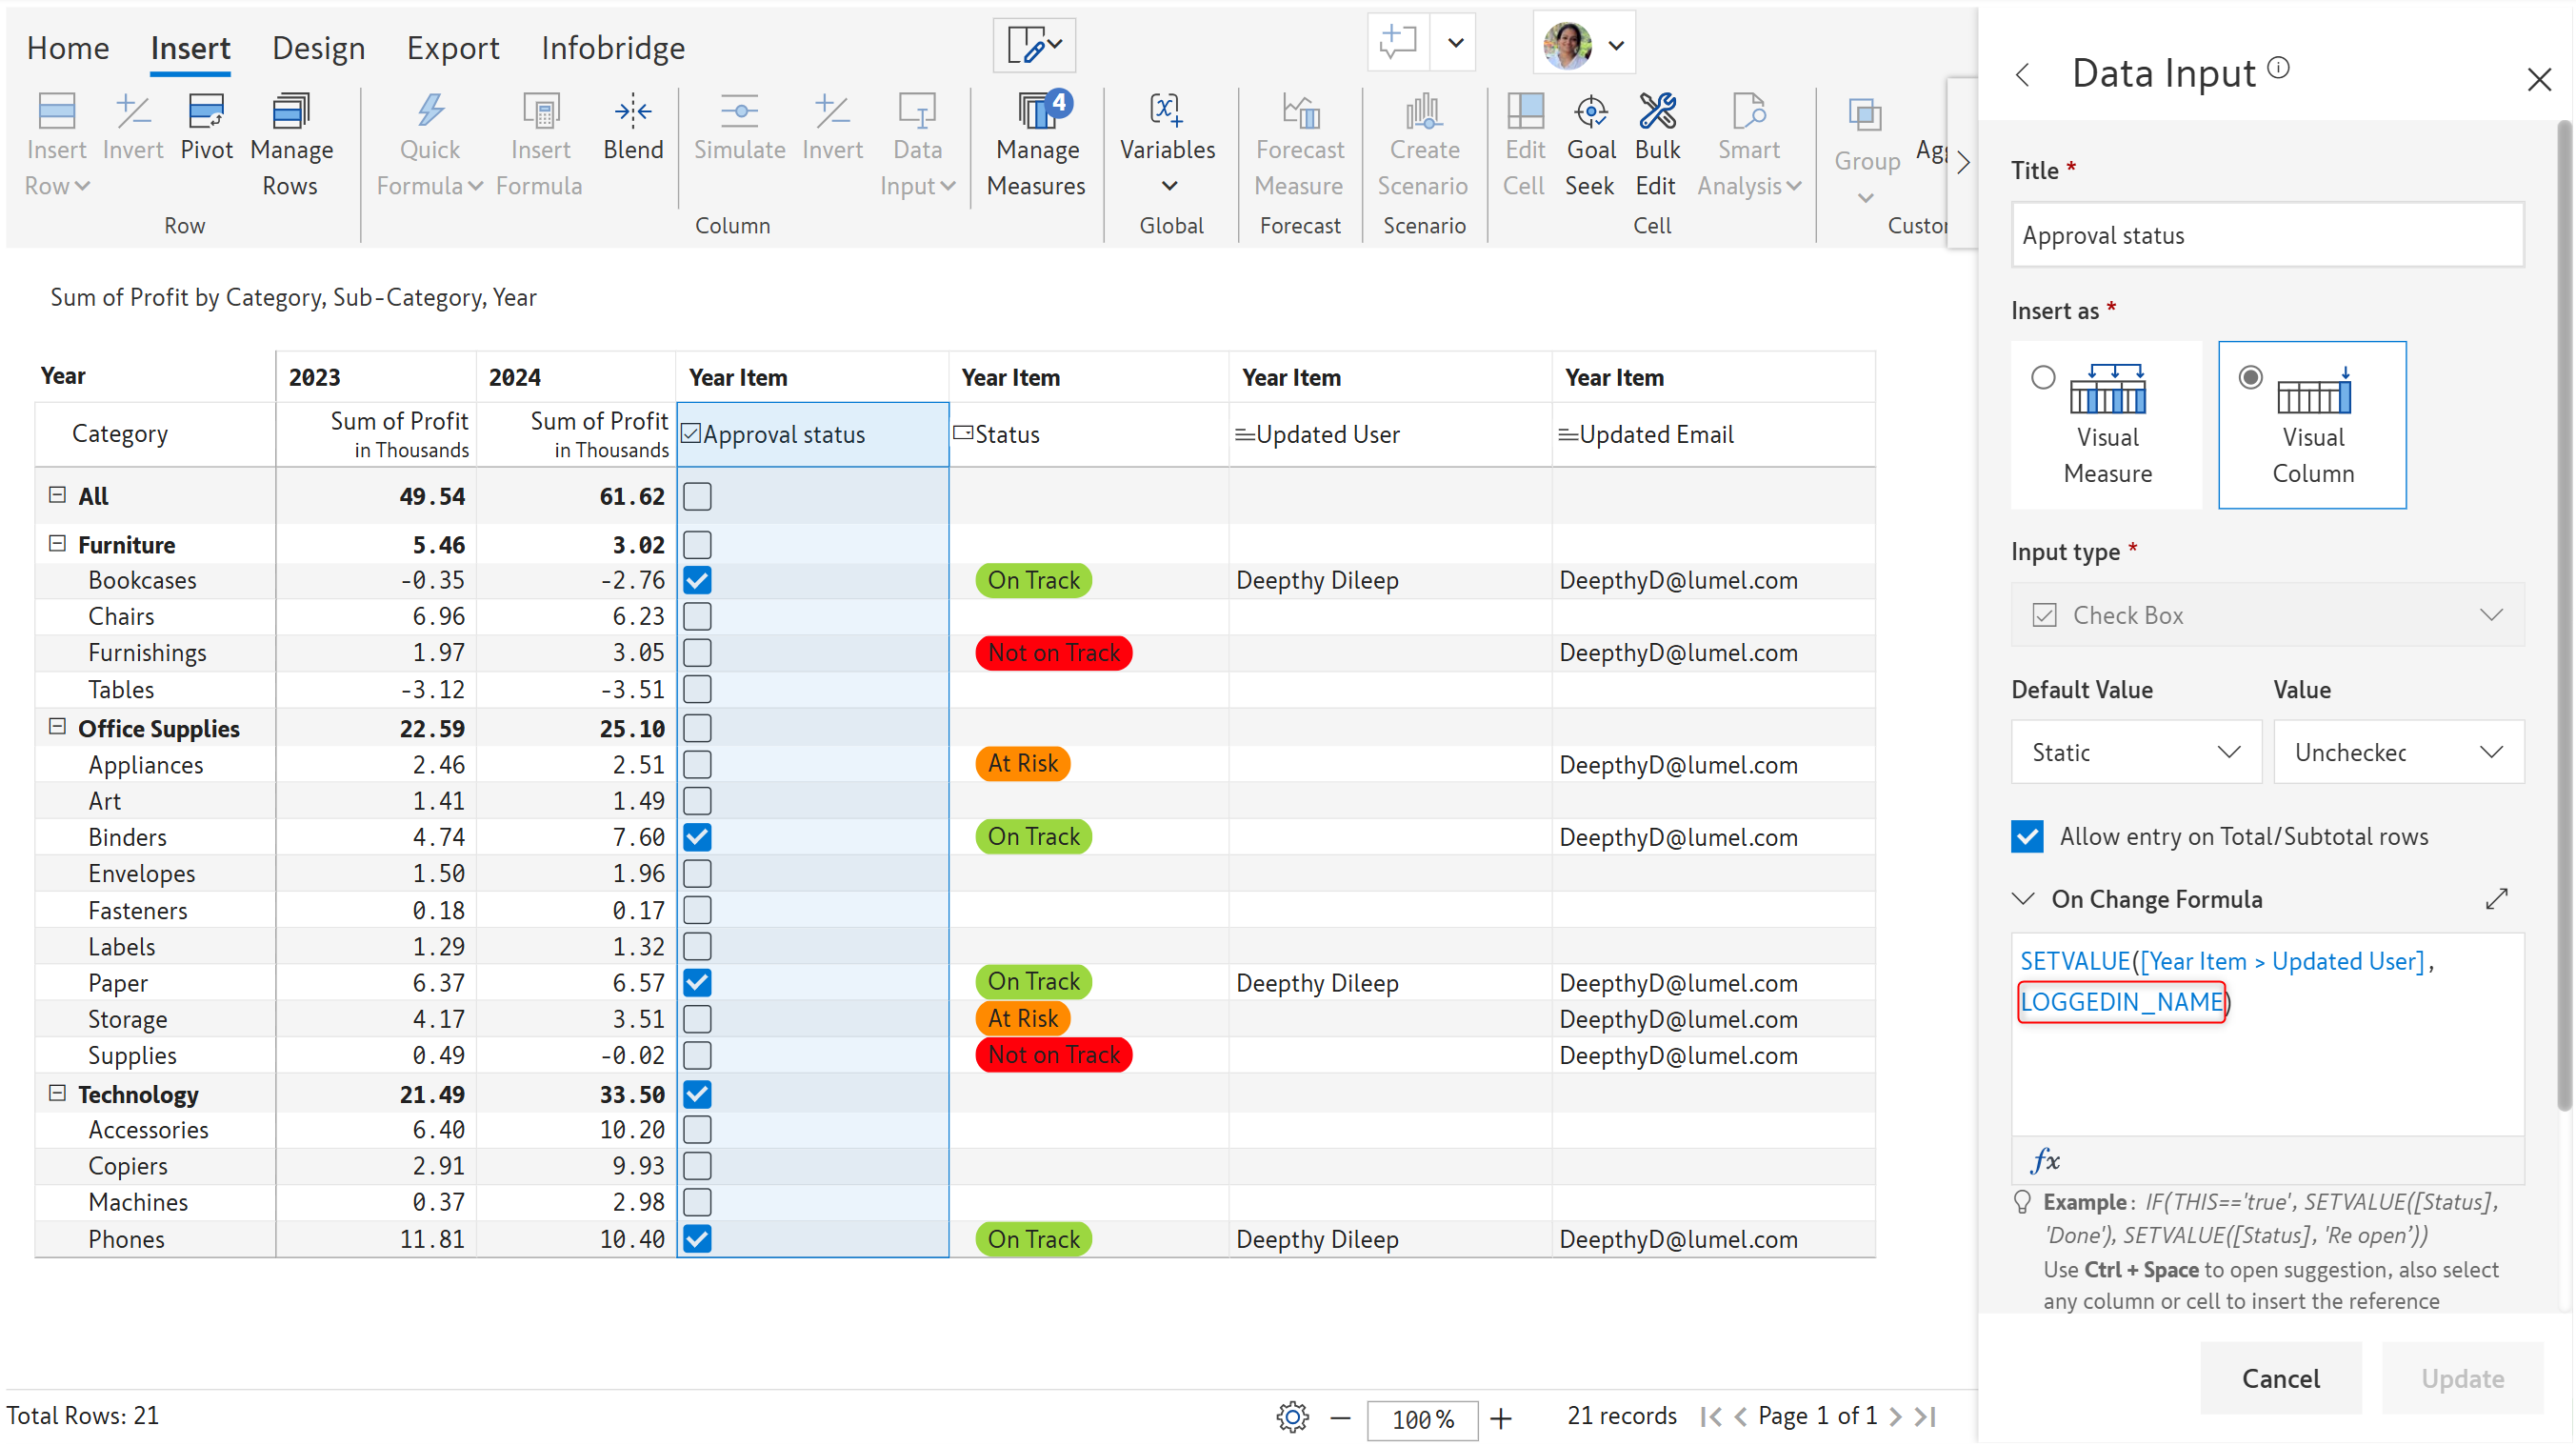 Home Insert Design Export Infobridge
Insert Row Invert Pivot Manage Rows Quick Formula Insert Formula Blend Simulate Invert Data Input Manage Measures 4 Variables Forecast Measure Create Scenario Edit Cell Goal Seek Bulk Edit Smart Analysis Group
Row Column Global Forecast Scenario Cell
Sum of Profit by Category, Sub-Category, Year
Year 2023 2024 Year Item Year Item Year Item Year Item
Category Sum of Profit in Thousands Sum of Profit in Thousands Approval status Status Updated User Updated Email
All 49.54 61.62
Furniture 5.46 3.02
Bookcases -0.35 -2.76 On Track Deepthy Dileep DeepthyD@lumel.com
Chairs 6.96 6.23
Furnishings 1.97 3.05 Not on Track DeepthyD@lumel.com
Tables -3.12 -3.51
Office Supplies 22.59 25.10
Appliances 2.46 2.51 At Risk DeepthyD@lumel.com
Art 1.41 1.49
Binders 4.74 7.60 On Track DeepthyD@lumel.com
Envelopes 1.50 1.96
Fasteners 0.18 0.17
Labels 1.29 1.32
Paper 6.37 6.57 On Track Deepthy Dileep DeepthyD@lumel.com
Storage 4.17 3.51 At Risk DeepthyD@lumel.com
Supplies 0.49 -0.02 Not on Track DeepthyD@lumel.com
Technology 21.49 33.50
Accessories 6.40 10.20
Copiers 2.91 9.93
Machines 0.37 2.98
Phones 11.81 10.40 On Track Deepthy Dileep DeepthyD@lumel.com
Total Rows: 21
100%
21 records Page 1 of 1
Data Input
Title *
Approval status
Insert as *
Visual Measure
Visual Column
Input type *
Check Box
Default Value Value
Static
Allow entry on Total/Subtotal rows
On Change Formula
SETVALUE([Year Item > Updated User],
LOGGEDIN_NAME)
fx
Example : IF(THIS=='true', SETVALUE([Status],
'Done'), SETVALUE([Status], 'Re open'))
Use Ctrl + Space to open suggestion, also select
any column or cell to insert the reference
Cancel Update